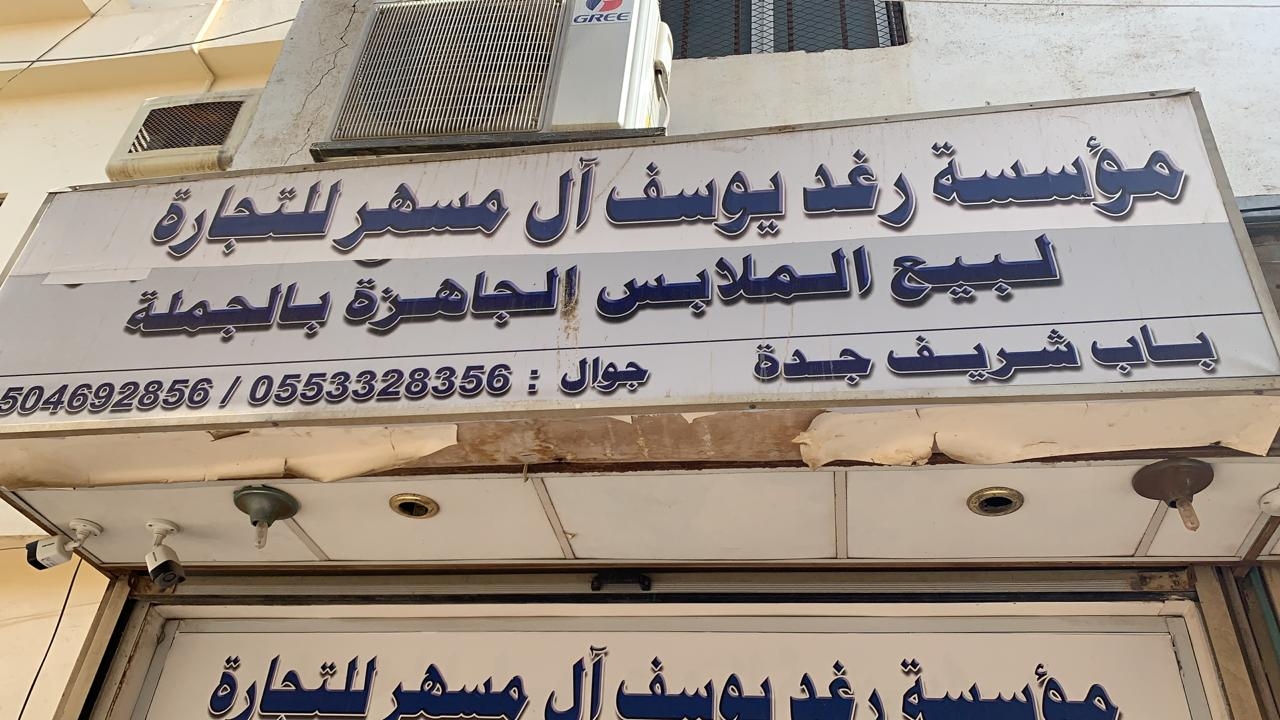 GREE
مؤسسة رغد يوسف آل مسهر للتجارة
لبيع الملابس الجاهزة بالجملة
باب شريف جدة جوال : 0553328356 / 504692856
مؤسسة رغد يوسف آل مسهر للتجارة